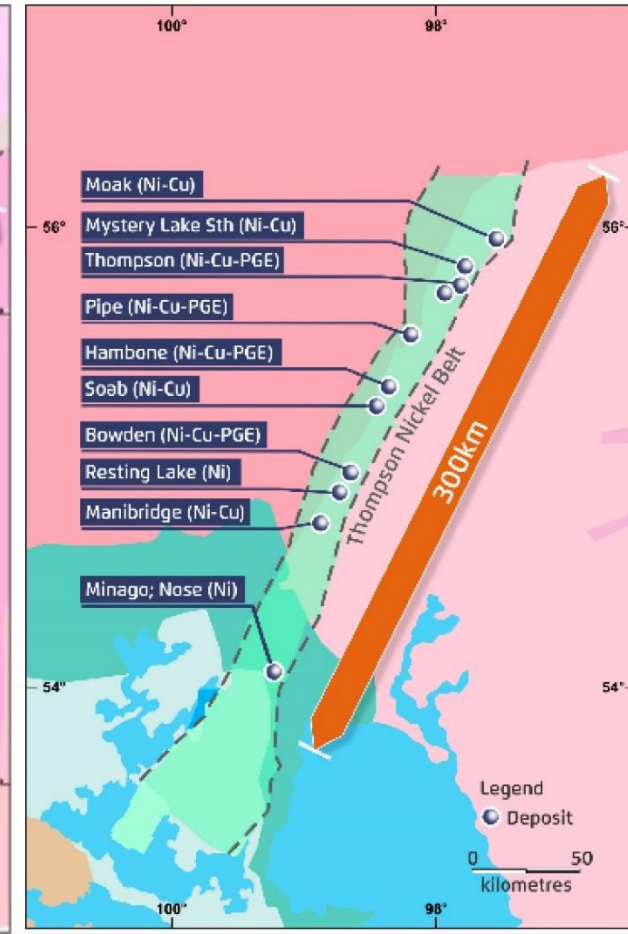 100°
98°
Moak (Ni-Cu)
56°
56°
Mystery Lake Sth (Ni-Cu)
Thompson (Ni-Cu-PGE)
Pipe (Ni-Cu-PGE)
Hambone (Ni-Cu-PGE)
Soab (Ni-Cu)
Bowden (Ni-Cu-PGE)
Resting Lake (Ni)
Manibridge (Ni-Cu)
Thompson Nickel Belt
300km
Minago; Nose (Ni)
54°
54°
Legend
Deposit
0 50
kilometres
100°
98°